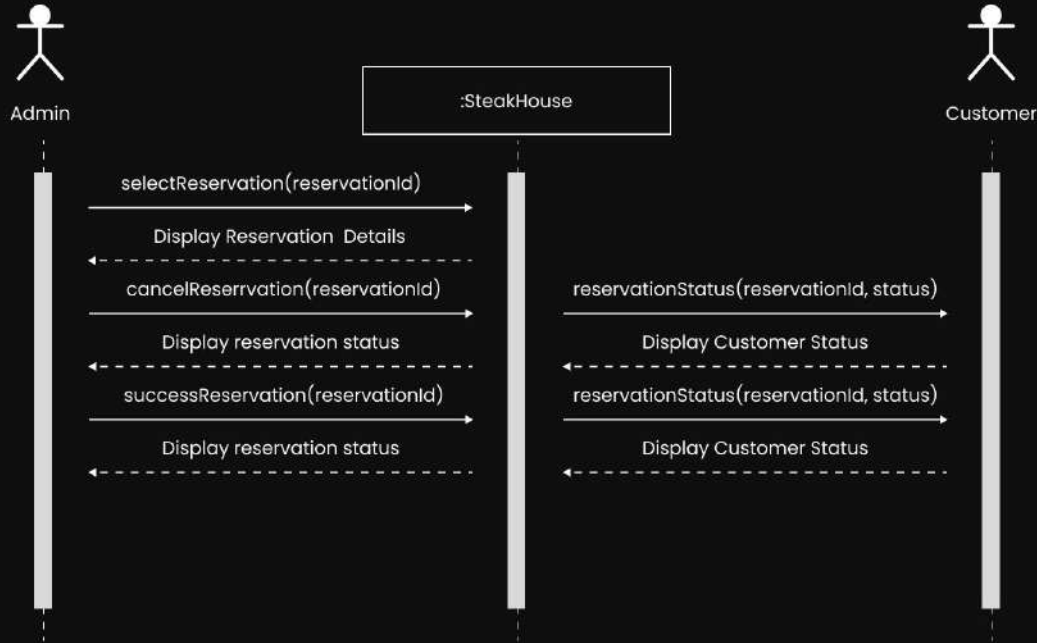 :SteakHouse
Admin
Customer
selectReservation(reservationId)
Display Reservation Details
cancelReserrvation(reservationId)
reservationStatus(reservationId, status)
Display reservation status
Display Customer Status
successReservation(reservationId)
reservationStatus(reservationId, status)
Display reservation status
Display Customer Status